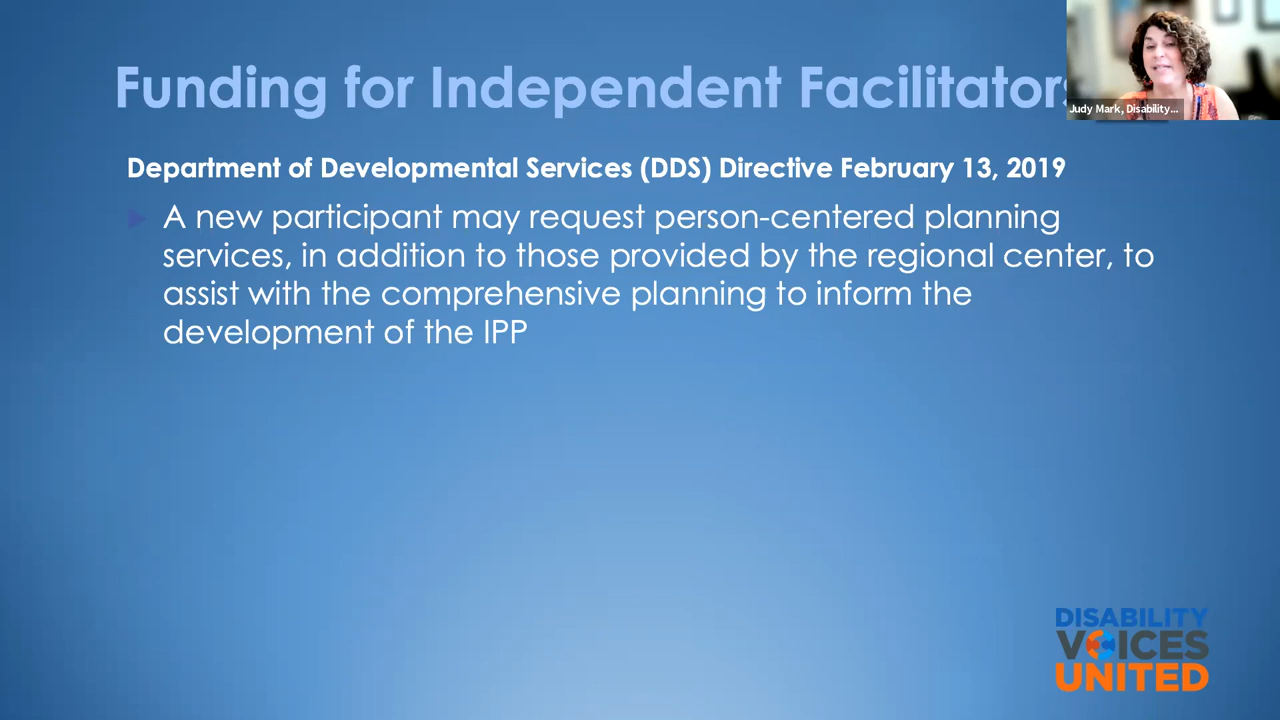 Funding for Independent Facilitators
Judy Mark, Disability...
Department of Developmental Services (DDS) Directive February 13, 2019
A new participant may request person-centered planning
services, in addition to those provided by the regional center, to
assist with the comprehensive planning to inform the
development of the IPP
DISABILITY
VOICES
UNITED